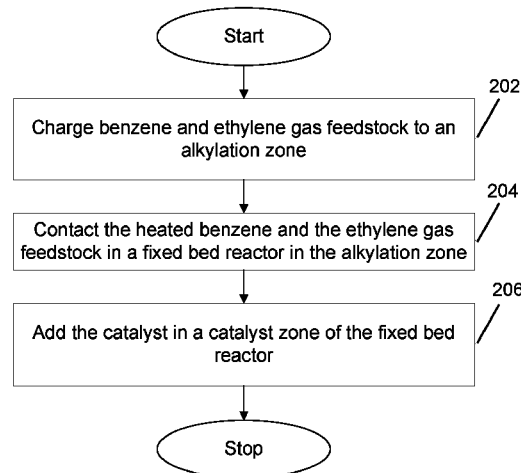 Start
202
Charge benzene and ethylene gas feedstock to an
alkylation zone
204
Contact the heated benzene and the ethylene gas
feedstock in a fixed bed reactor in the alkylation zone
206
Add the catalyst in a catalyst zone of the fixed bed
reactor
Stop